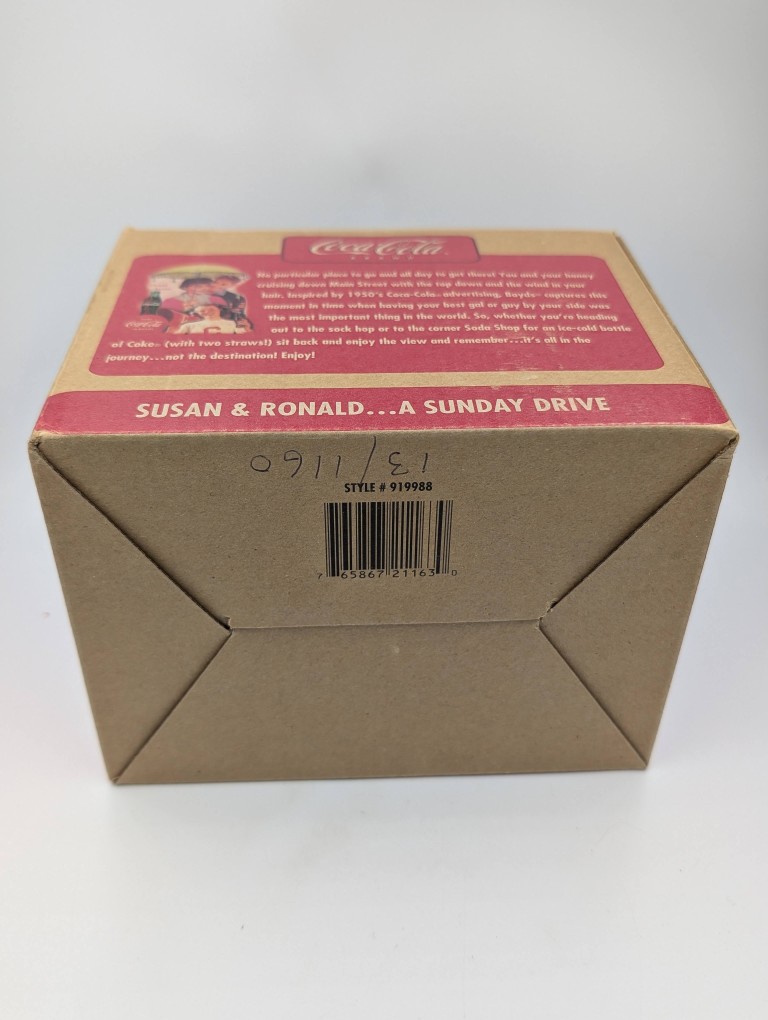 Coca-Cola
BRAND
No particular place to go and all day to get there! You and your honey
cruising down Main Street with the top down and the wind in your
hair. Inspired by 1950's Coca-Cola® advertising, Boyds™ captures this
moment in time when having your best gal or guy by your side was
the most important thing in the world. So, whether you're heading
out to the sock hop or to the corner Soda Shop for an ice-cold bottle
of Coke® (with two straws!) sit back and enjoy the view and remember...it's all in the
journey...not the destination! Enjoy!
Coca-Cola
SUSAN & RONALD...A SUNDAY DRIVE
13/1160
STYLE # 919988
7 65867 21163 0